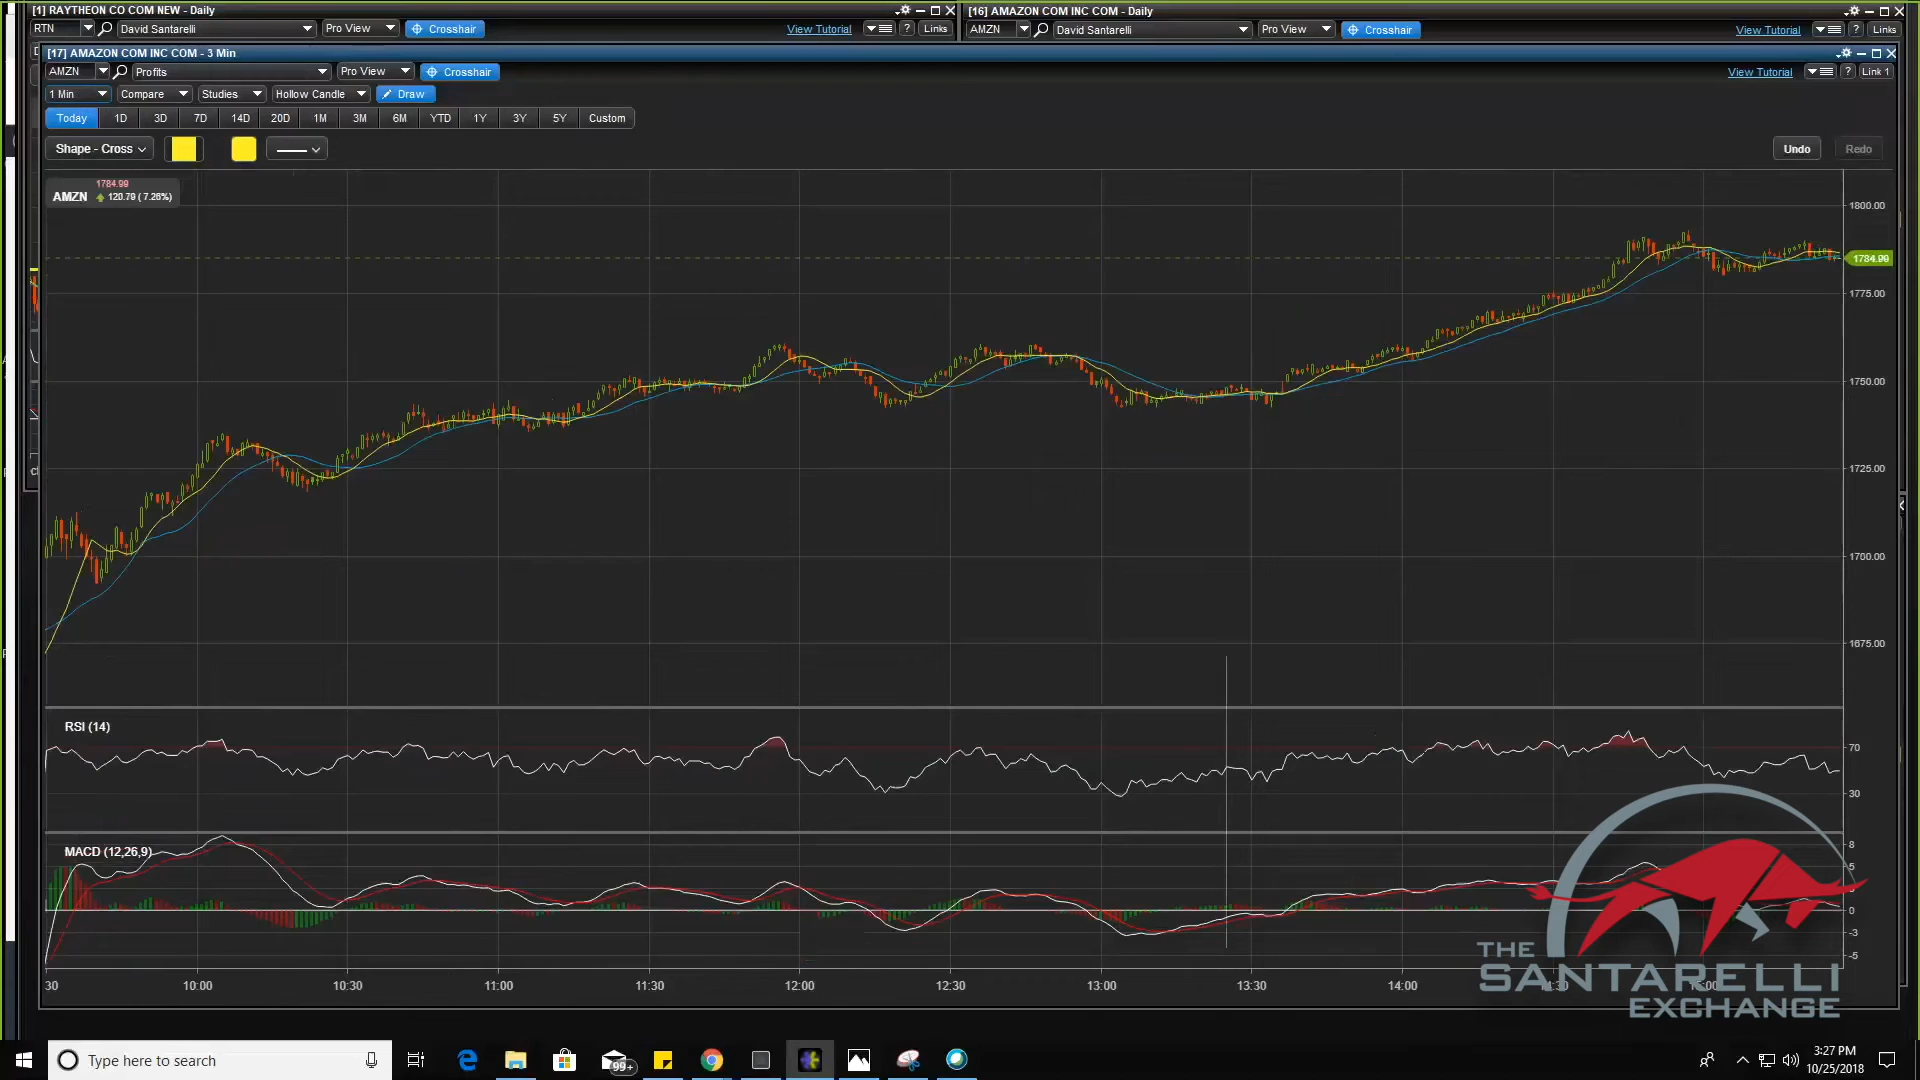 [1] RAYTHEON CO COM NEW - Daily
[16] AMAZON COM INC COM - Daily
RTN David Santarelli Pro View Crosshair View Tutorial ? Links
AMZN David Santarelli Pro View Crosshair View Tutorial ? Links
[17] AMAZON COM INC COM - 3 Min
AMZN Profits Pro View Crosshair View Tutorial ? Link 1
1 Min Compare Studies Hollow Candle Draw
Today 1D 3D 7D 14D 20D 1M 3M 6M YTD 1Y 3Y 5Y Custom
Shape - Cross Undo Redo
1784.99
AMZN 120.79 ( 7.26%)
1800.00
1784.99
1775.00
1750.00
1725.00
1700.00
1675.00
RSI (14)
70
30
MACD (12,26,9)
8
5
0
-3
-5
30 10:00 10:30 11:00 11:30 12:00 12:30 13:00 13:30 14:00 14:30 15:00
THE
SANTARELLI
EXCHANGE
Type here to search
99+
3:27 PM
10/25/2018